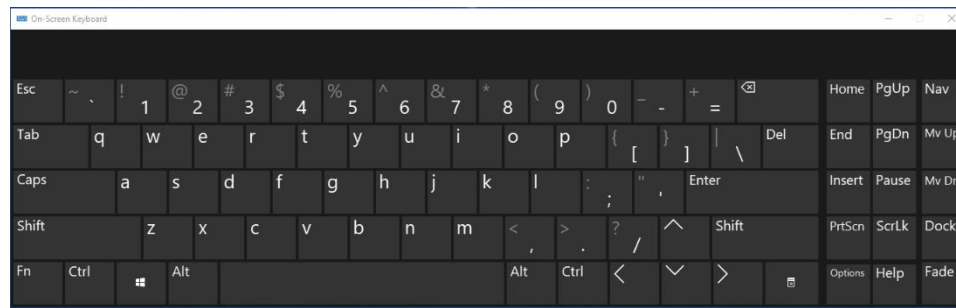 On-Screen Keyboard
Esc ~ ` ! 1 @ 2 # 3 $ 4 % 5 ^ 6 & 7 * 8 ( 9 ) 0 _ - + = Home PgUp Nav
Tab q w e r t y u i o p { [ } ] | \ Del End PgDn Mv Up
Caps a s d f g h j k l : ; " ' Enter Insert Pause Mv Dn
Shift z x c v b n m < , > . ? / Shift PrtScn ScrLk Dock
Fn Ctrl Alt Alt Ctrl Options Help Fade